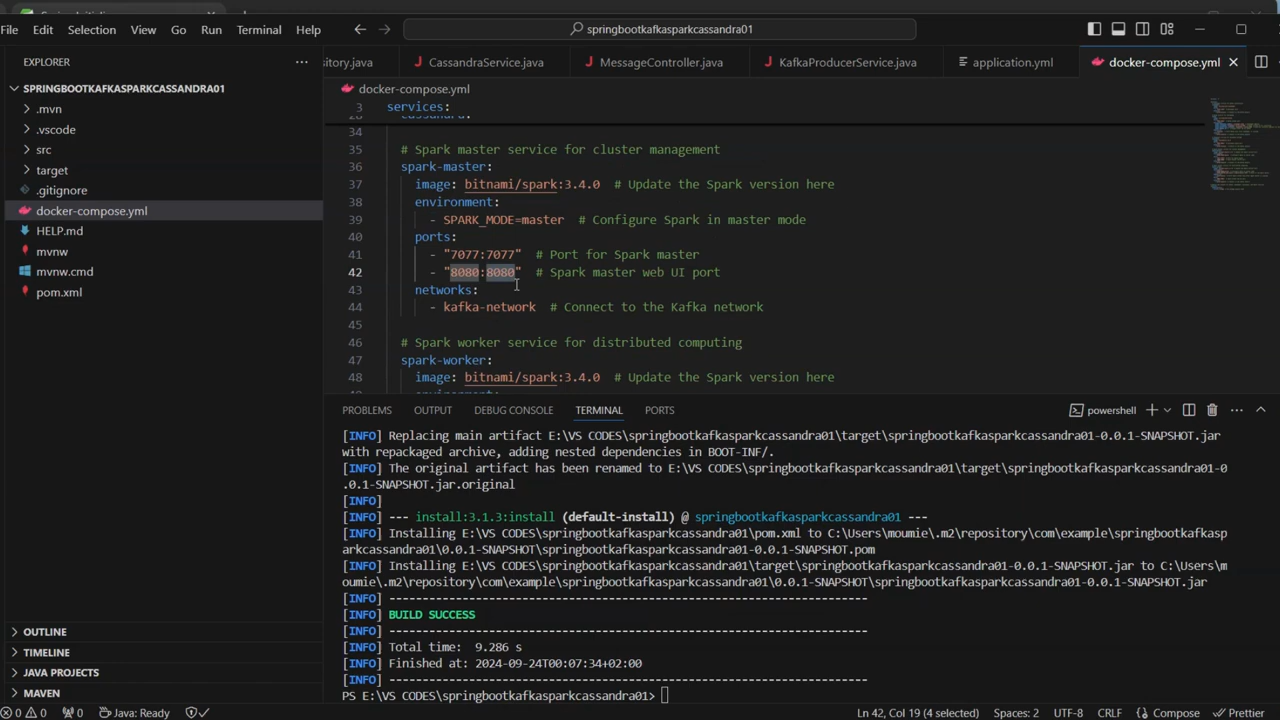 File Edit Selection View Go Run Terminal Help springbootkafkasparkcassandra01
EXPLORER
SPRINGBOOTKAFKASPARKCASSANDRA01
.mvn
.vscode
src
target
.gitignore
docker-compose.yml
HELP.md
mvnw
mvnw.cmd
pom.xml
OUTLINE
TIMELINE
JAVA PROJECTS
MAVEN
sitory.java CassandraService.java MessageController.java KafkaProducerService.java application.yml docker-compose.yml
docker-compose.yml
3 services:
28 cassandra:
34
35 # Spark master service for cluster management
36 spark-master:
37 image: bitnami/spark:3.4.0 # Update the Spark version here
38 environment:
39 - SPARK_MODE=master # Configure Spark in master mode
40 ports:
41 - "7077:7077" # Port for Spark master
42 - "8080:8080" # Spark master web UI port
43 networks:
44 - kafka-network # Connect to the Kafka network
45
46 # Spark worker service for distributed computing
47 spark-worker:
48 image: bitnami/spark:3.4.0 # Update the Spark version here
PROBLEMS OUTPUT DEBUG CONSOLE TERMINAL PORTS powershell
[INFO] Replacing main artifact E:\VS CODES\springbootkafkasparkcassandra01\target\springbootkafkasparkcassandra01-0.0.1-SNAPSHOT.jar
with repackaged archive, adding nested dependencies in BOOT-INF/.
[INFO] The original artifact has been renamed to E:\VS CODES\springbootkafkasparkcassandra01\target\springbootkafkasparkcassandra01-0
.0.1-SNAPSHOT.jar.original
[INFO]
[INFO] --- install:3.1.3:install (default-install) @ springbootkafkasparkcassandra01 ---
[INFO] Installing E:\VS CODES\springbootkafkasparkcassandra01\pom.xml to C:\Users\moumie\.m2\repository\com\example\springbootkafkasp
arkcassandra01\0.0.1-SNAPSHOT\springbootkafkasparkcassandra01-0.0.1-SNAPSHOT.pom
[INFO] Installing E:\VS CODES\springbootkafkasparkcassandra01\target\springbootkafkasparkcassandra01-0.0.1-SNAPSHOT.jar to C:\Users\m
oumie\.m2\repository\com\example\springbootkafkasparkcassandra01\0.0.1-SNAPSHOT\springbootkafkasparkcassandra01-0.0.1-SNAPSHOT.jar
[INFO] ------------------------------------------------------------------------
[INFO] BUILD SUCCESS
[INFO] ------------------------------------------------------------------------
[INFO] Total time: 9.286 s
[INFO] Finished at: 2024-09-24T00:07:34+02:00
[INFO] ------------------------------------------------------------------------
PS E:\VS CODES\springbootkafkasparkcassandra01>
0 0 0 Java: Ready Ln 42, Col 19 (4 selected) Spaces: 2 UTF-8 CRLF Compose Prettier